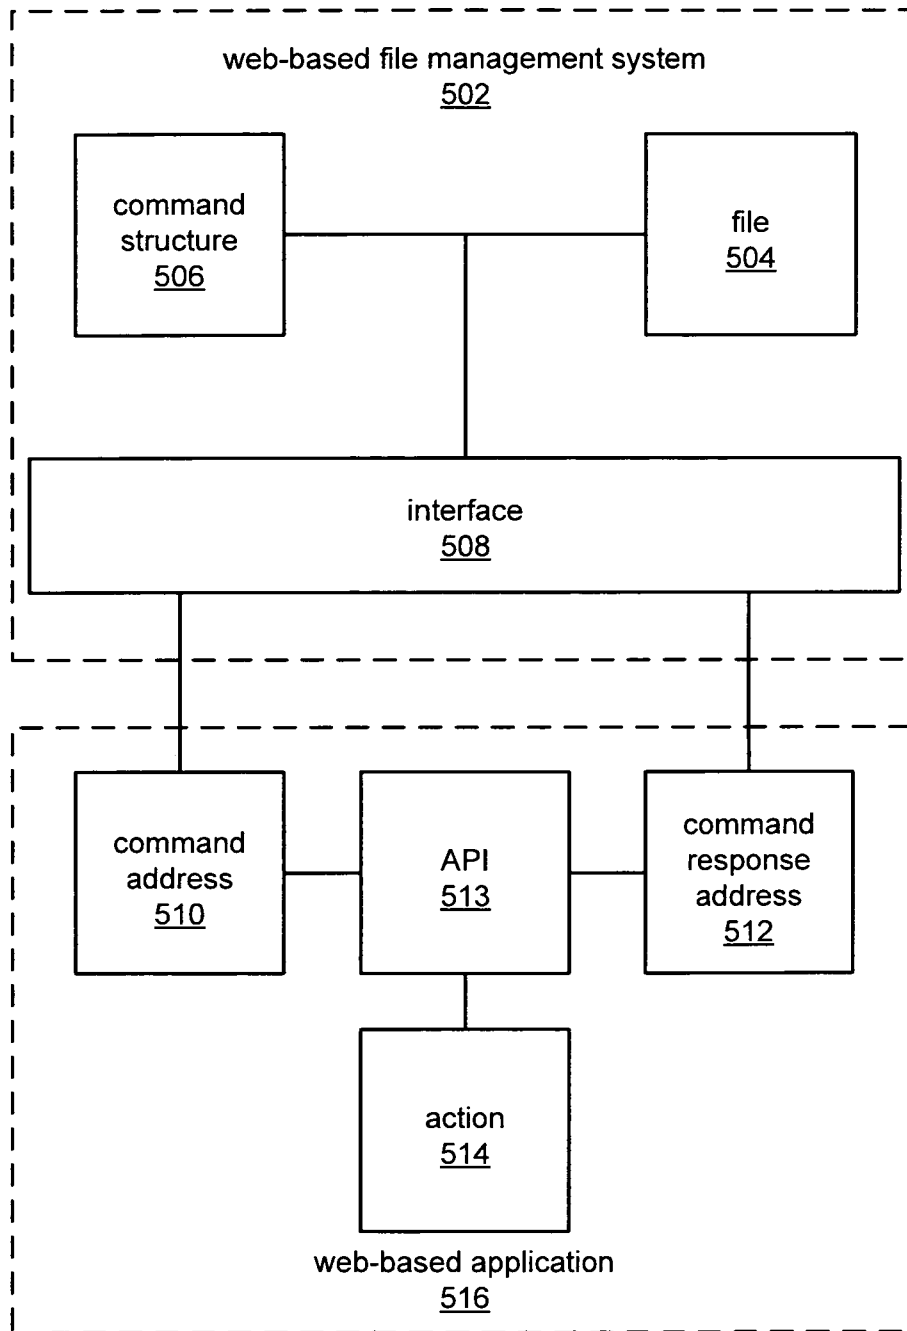 web-based file management system
502
command
structure
506
file
504
interface
508
command
address
510
API
513
command
response
address
512
action
514
web-based application
516